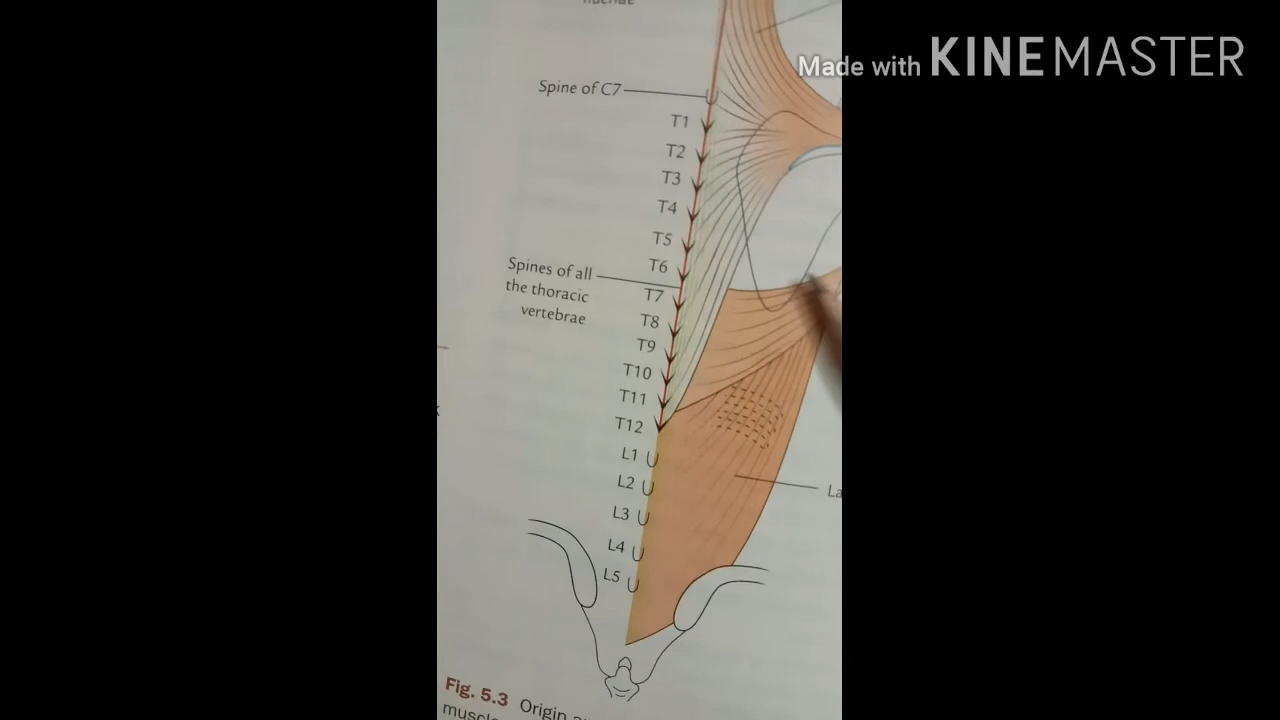 Made with KINEMASTER
Spine of C7
T1
T2
T3
T4
T5
T6
Spines of all
the thoracic
vertebrae
T7
T8
T9
T10
T11
T12
L1
L2
L3
L4
L5
La
Fig. 5.3 Origin